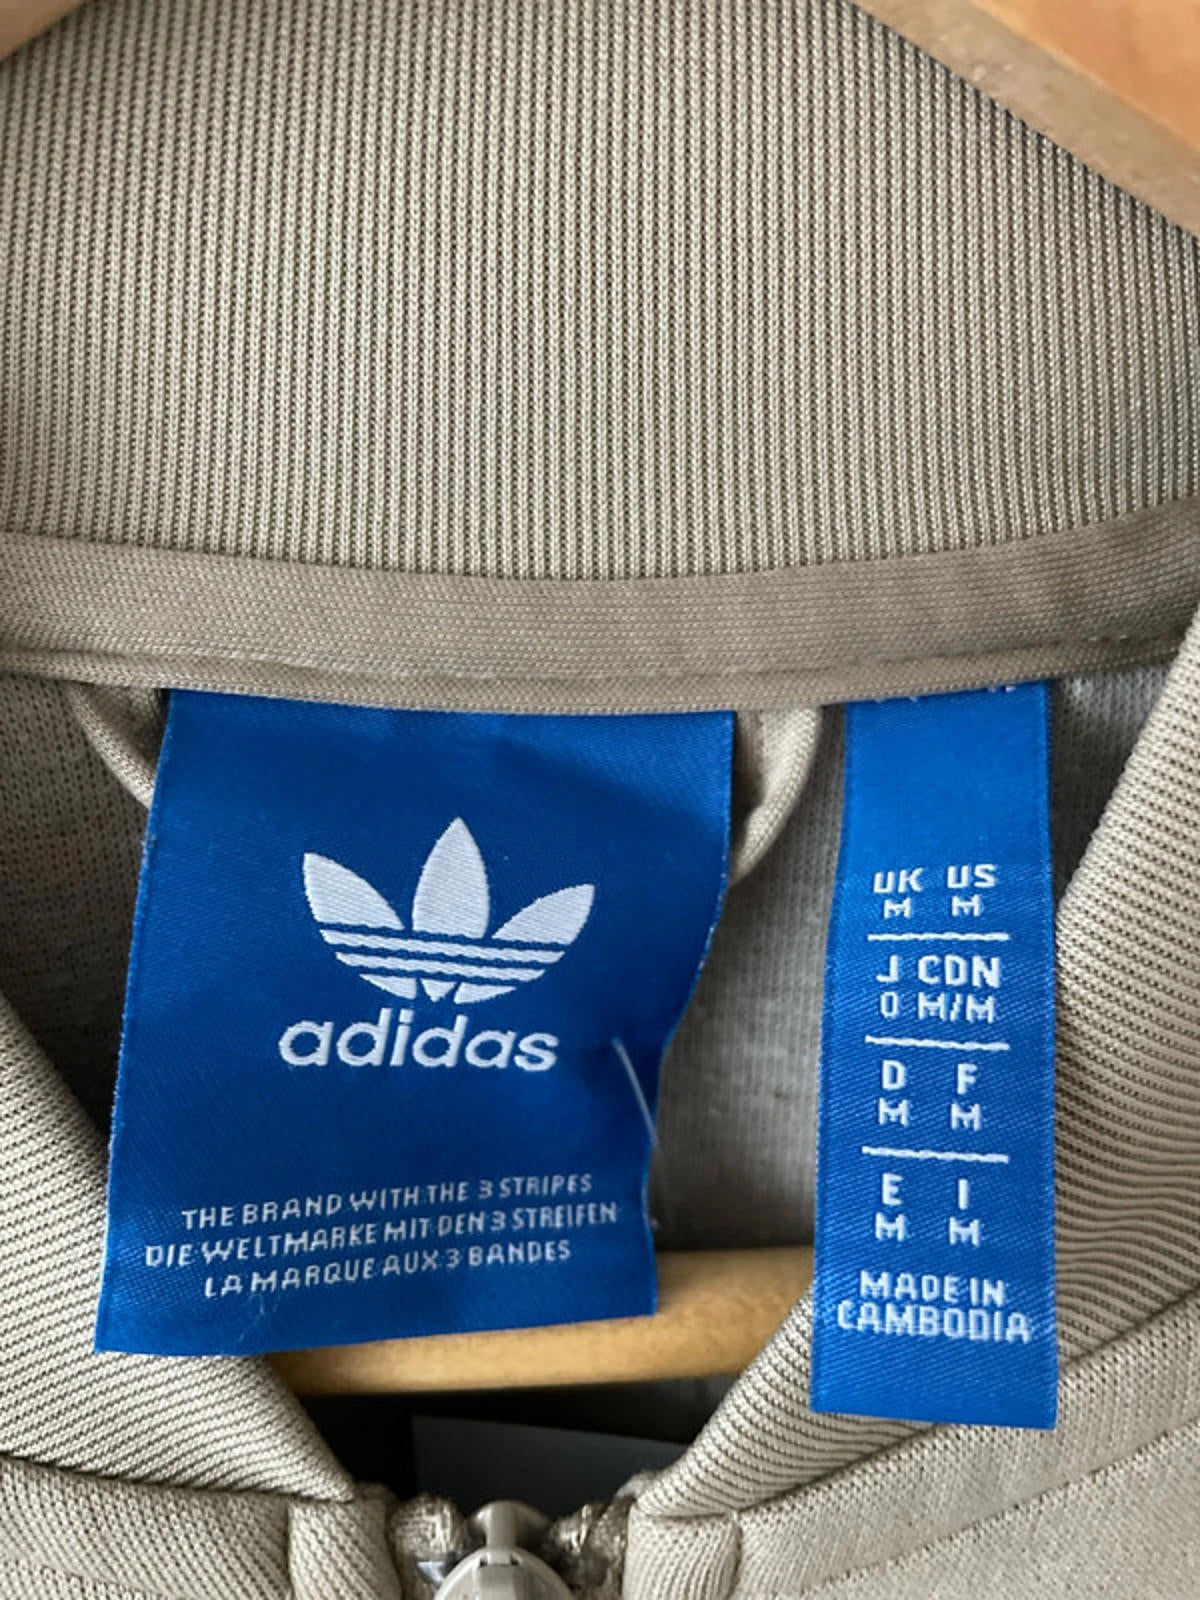 adidas
THE BRAND WITH THE 3 STRIPES
DIE WELTMARKE MIT DEN 3 STREIFEN
LA MARQUE AUX 3 BANDES
UK US
M M
J CDN
O M/M
D F
M M
E I
M M
MADE IN
CAMBODIA